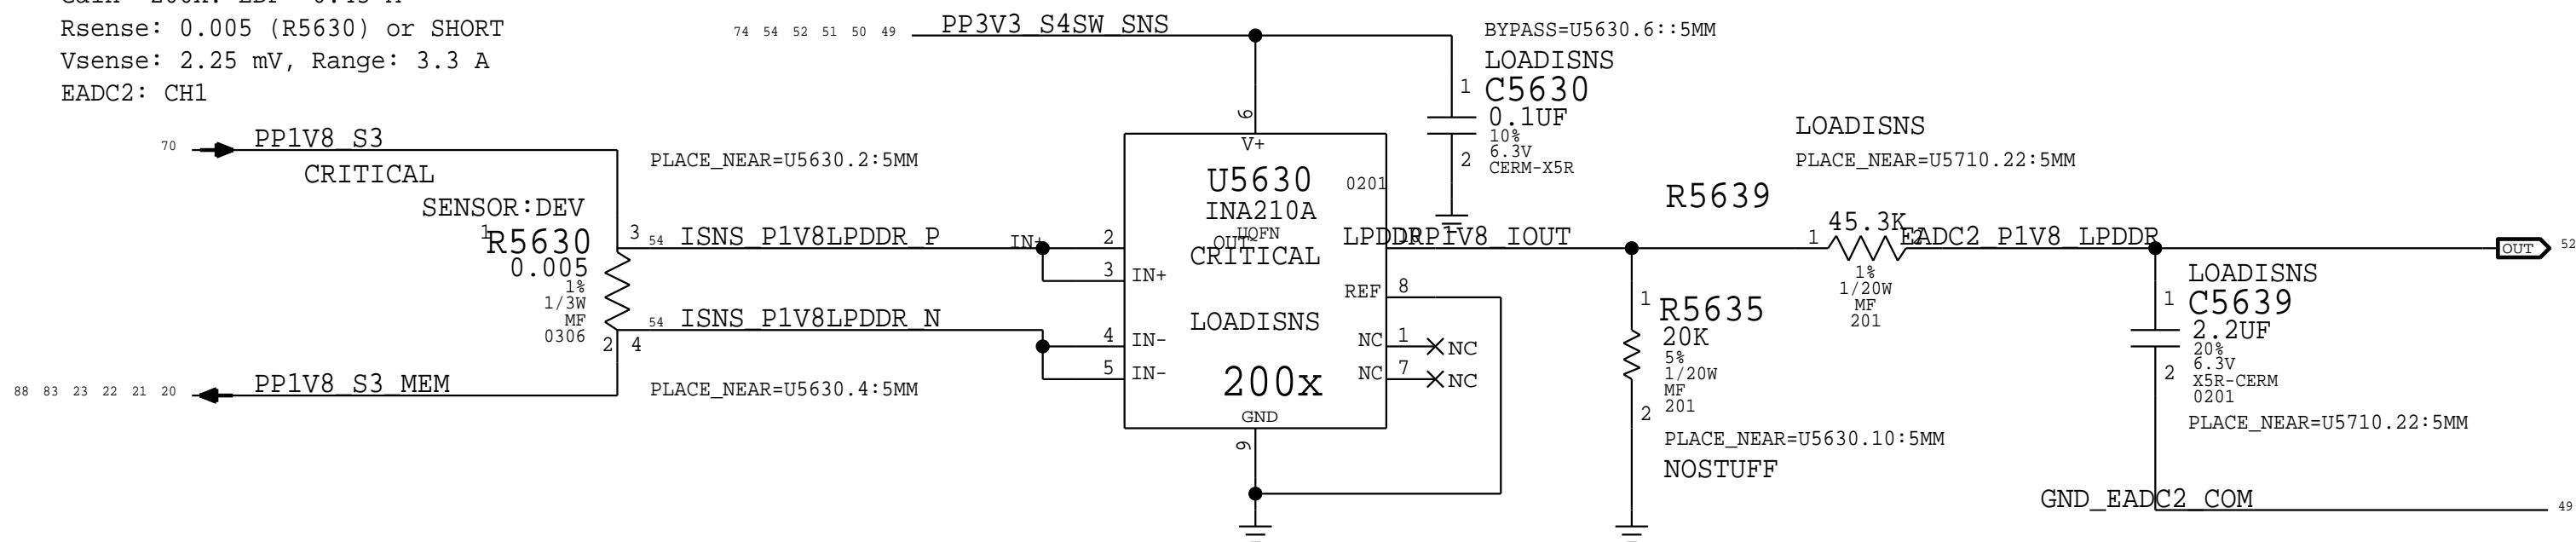 Rsense: 0.005 (R5630) or SHORT
Vsense: 2.25 mV, Range: 3.3 A
EADC2: CH1
74 54 52 51 50 49
PP3V3_S4SW_SNS
BYPASS=U5630.6::5MM
LOADISNS
1
C5630
0.1UF
10%
6.3V
CERM-X5R
2
0201
70
PP1V8_S3
CRITICAL
PLACE_NEAR=U5630.2:5MM
SENSOR:DEV
1
R5630
0.005
1%
1/3W
MF
0306
3
2
4
54
ISNS_P1V8LPDDR_P
54
ISNS_P1V8LPDDR_N
88 83 23 22 21 20
PP1V8_S3_MEM
PLACE_NEAR=U5630.4:5MM
6
V+
U5630
INA210A
UQFN
OUT
CRITICAL
LOADISNS
200x
GND
9
IN+
2
3
IN+
4
IN-
5
IN-
REF
8
NC
1
NC
NC
7
NC
LPDDRP1V8_IOUT
LOADISNS
PLACE_NEAR=U5710.22:5MM
R5639
45.3K
1
2
1%
1/20W
MF
201
EADC2_P1V8_LPDDR
OUT
52
1
R5635
20K
5%
1/20W
MF
201
2
PLACE_NEAR=U5630.10:5MM
NOSTUFF
LOADISNS
1
C5639
2.2UF
20%
6.3V
X5R-CERM
0201
2
PLACE_NEAR=U5710.22:5MM
GND_EADC2_COM
49